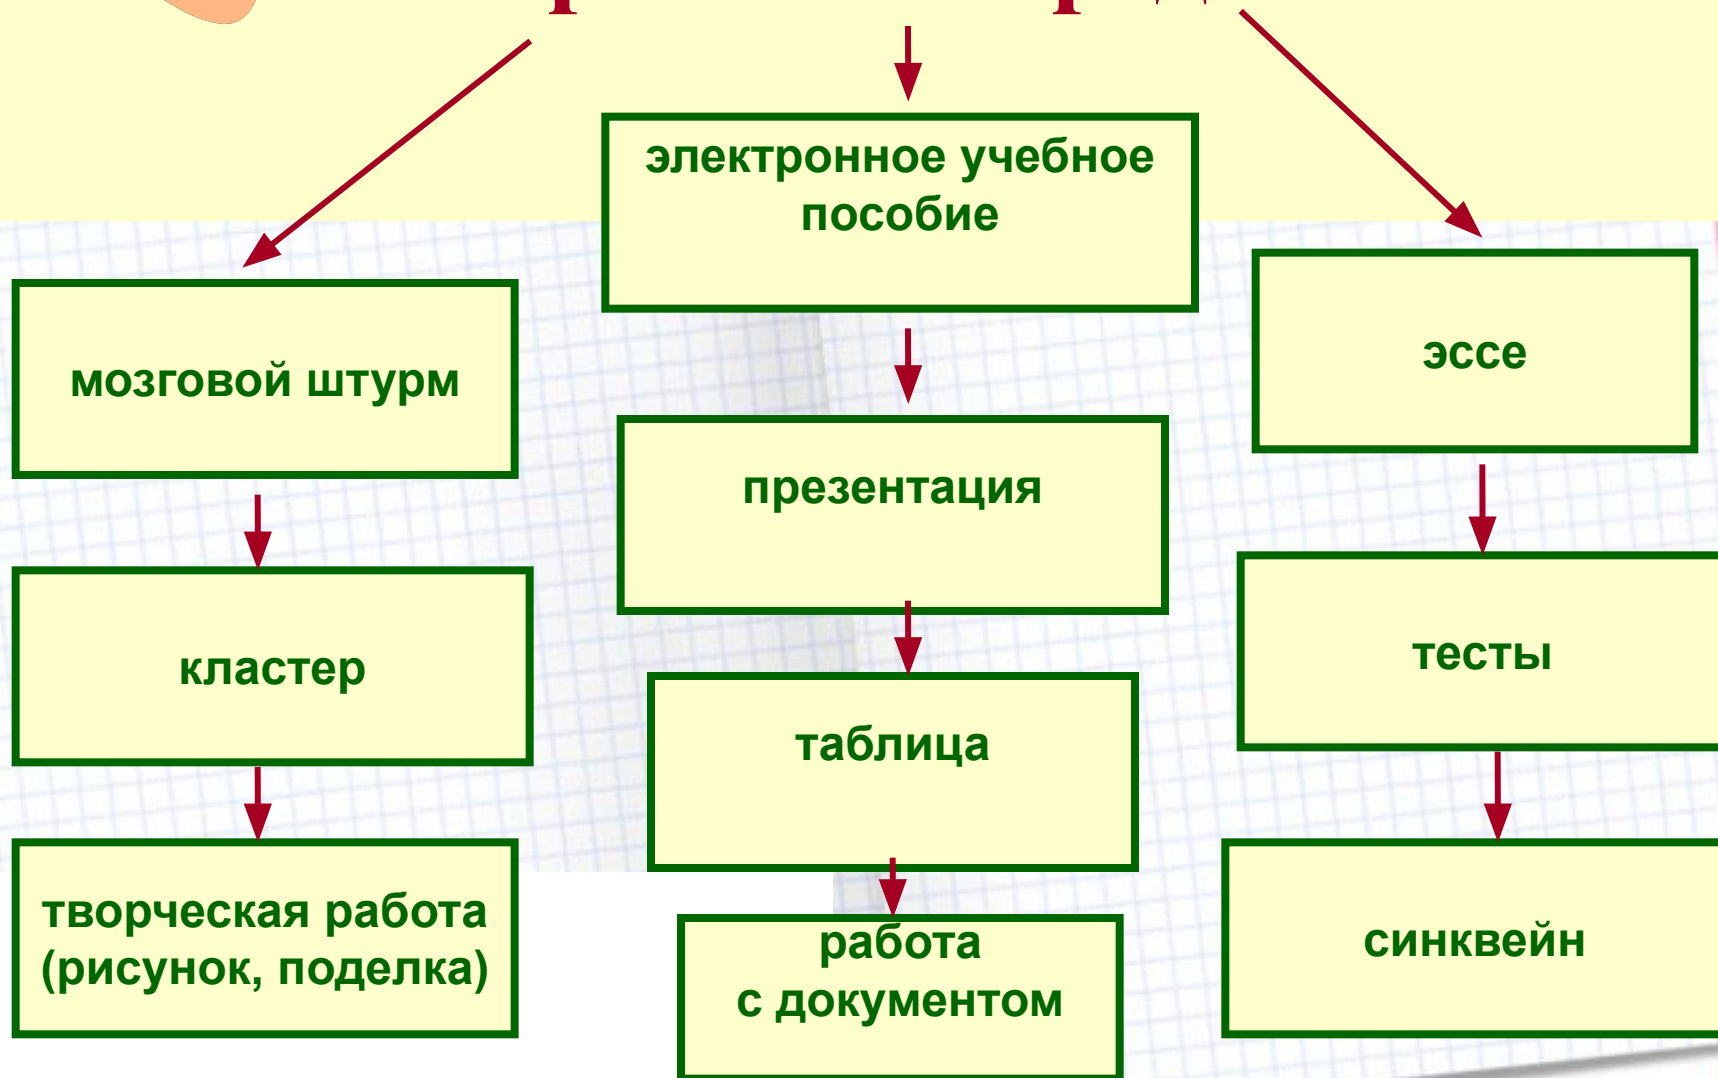 электронное учебное
пособие
мозговой штурм
эссе
презентация
кластер
тесты
таблица
творческая работа
(рисунок, поделка)
работа
с документом
синквейн